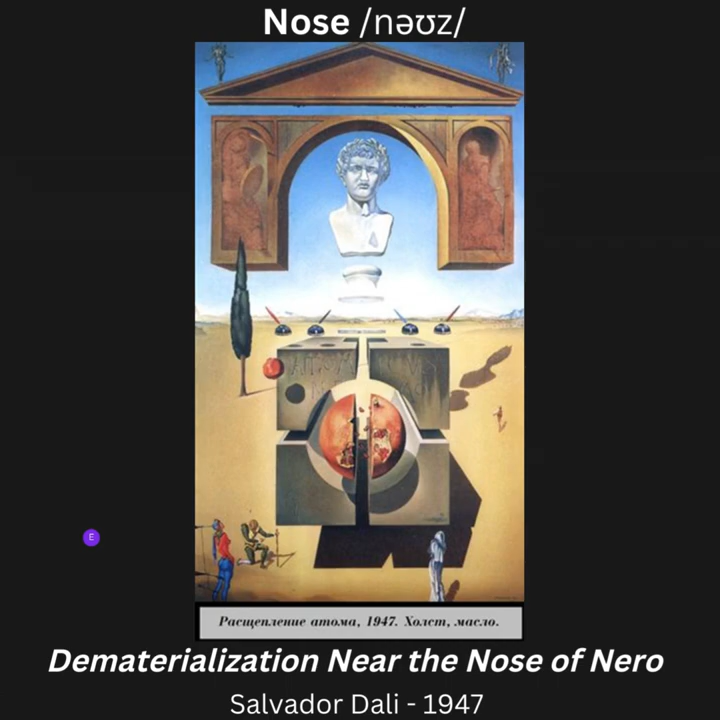 Nose /nəʊz/
E
Расщепление атома, 1947. Холст, масло.
Dematerialization Near the Nose of Nero
Salvador Dali - 1947